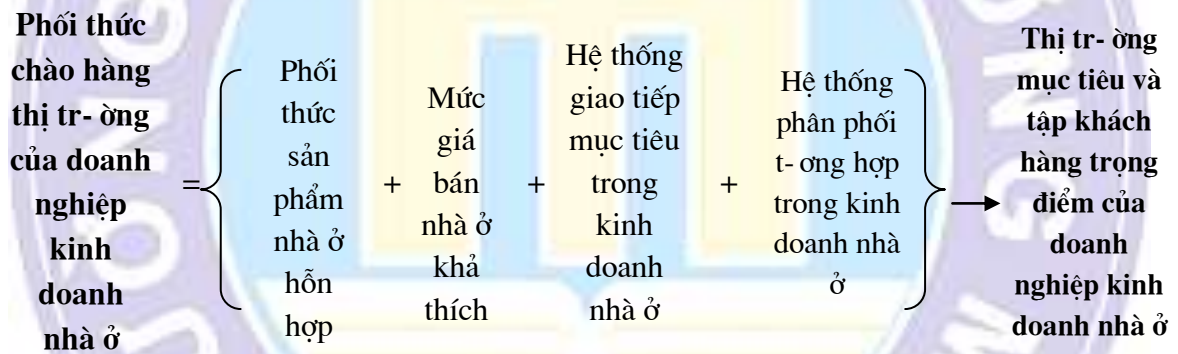 Phối thức
chào hàng
thị tr- ờng
của doanh
nghiệp
kinh
doanh
nhà ở
=
Phối
thức
sản
phẩm
nhà ở
hỗn
hợp
+
Mức
giá
bán
nhà ở
khả
thích
+
Hệ thống
giao tiếp
mục tiêu
trong
kinh
doanh
nhà ở
+
Hệ thống
phân phối
t- ơng hợp
trong kinh
doanh nhà
ở
Thị tr- ờng
mục tiêu và
tập khách
hàng trọng
điểm của
doanh
nghiệp kinh
doanh nhà ở